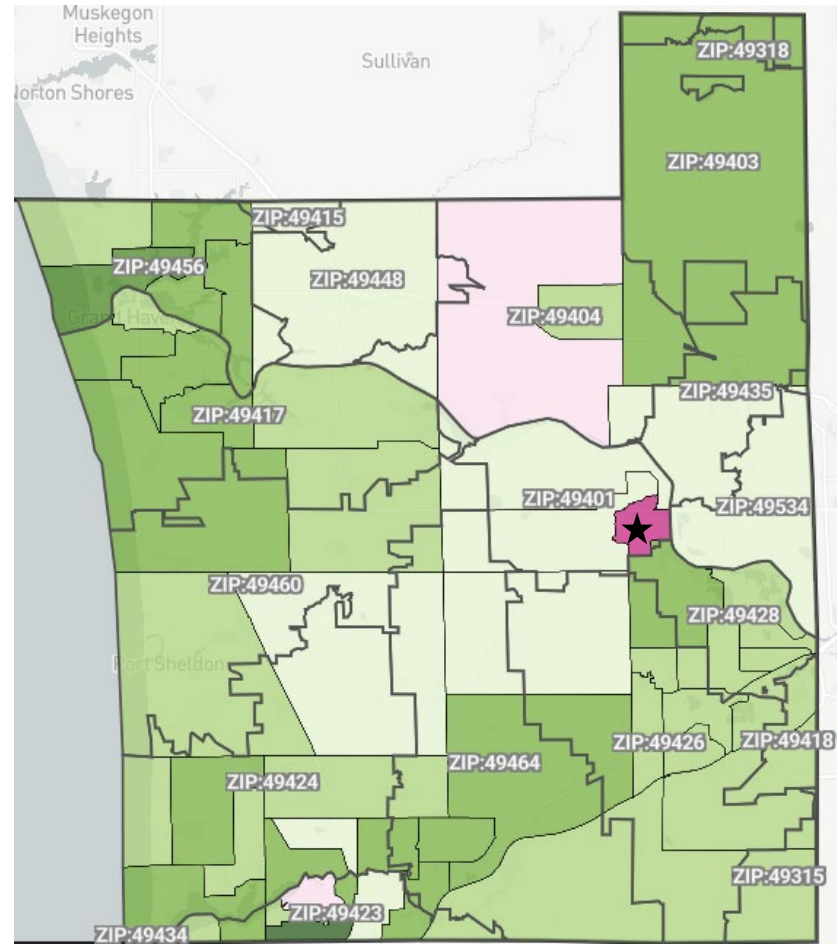 Muskegon
Heights
Sullivan
Norton Shores
ZIP:49318
ZIP:49403
ZIP:49415
ZIP:49456
ZIP:49448
ZIP:49404
Grand Haven
ZIP:49435
ZIP:49417
ZIP:49401
ZIP:49534
ZIP:49460
ZIP:49428
Port Sheldon
ZIP:49426
ZIP:49418
ZIP:49464
ZIP:49424
ZIP:49315
ZIP:49423
ZIP:49434